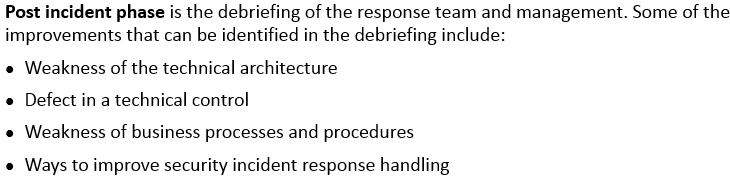 Post incident phase is the debriefing of the response team and management. Some of the
improvements that can be identified in the debriefing include:
• Weakness of the technical architecture
• Defect in a technical control
• Weakness of business processes and procedures
• Ways to improve security incident response handling